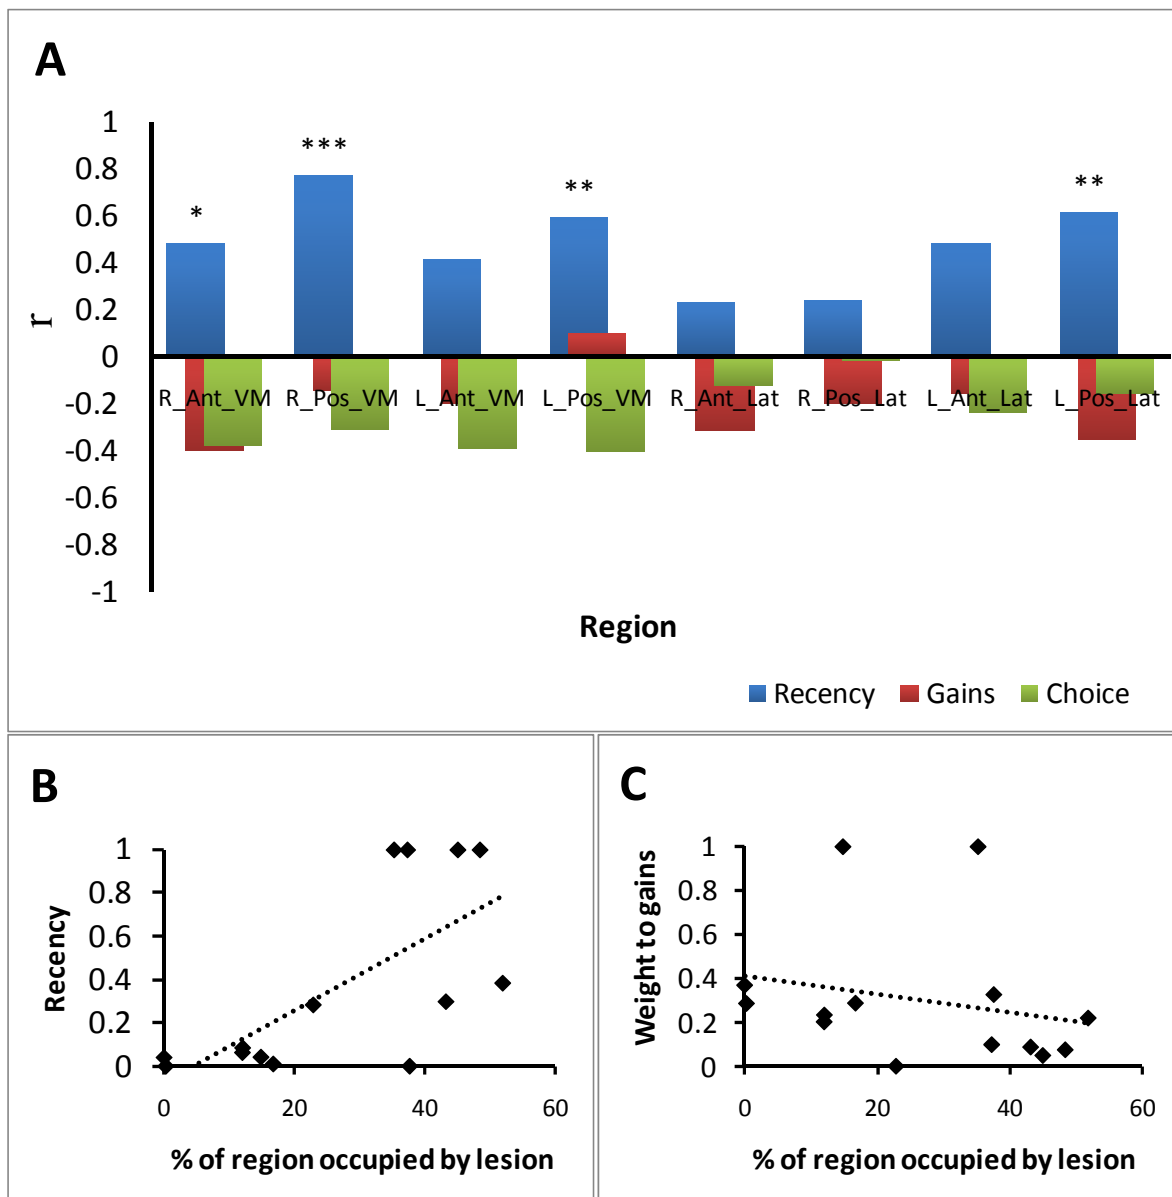 A
1
0.8
0.6
0.4
0.2
0
-0.2
-0.4
-0.6
-0.8
-1
r
* *** ** **
R_Ant_VM R_Pos_VM L_Ant_VM L_Pos_VM R_Ant_Lat R_Pos_Lat L_Ant_Lat L_Pos_Lat
Region
Recency Gains Choice
B
1
0.8
0.6
0.4
0.2
0
Recency
0 20 40 60
% of region occupied by lesion
C
1
0.8
0.6
0.4
0.2
0
Weight to gains
0 20 40 60
% of region occupied by lesion